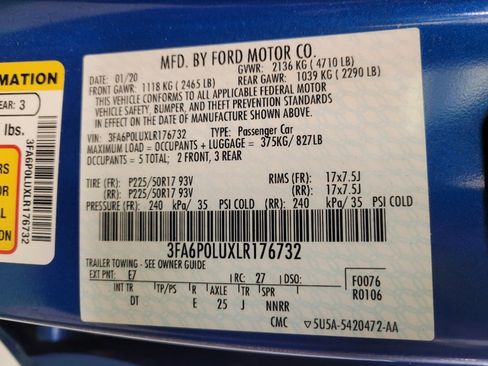 MFD. BY FORD MOTOR CO.
DATE: 01/20 GVWR: 2136 KG ( 4710 LB)
FRONT GAWR: 1118 KG ( 2465 LB) REAR GAWR: 1039 KG ( 2290 LB)
THIS VEHICLE CONFORMS TO ALL APPLICABLE FEDERAL MOTOR
VEHICLE SAFETY, BUMPER, AND THEFT PREVENTION STANDARDS
IN EFFECT ON THE DATE OF MANUFACTURE SHOWN ABOVE.
VIN: 3FA6P0LUXLR176732 TYPE: Passenger Car
MAXIMUM LOAD = OCCUPANTS + LUGGAGE = 375KG/ 827LB
OCCUPANTS = 5 TOTAL; 2 FRONT, 3 REAR
TIRE (FR): P225/50R17 93V RIMS (FR): 17x7.5J
(RR): P225/50R17 93V (RR): 17x7.5J
PRESSURE (FR): 240 kPa/ 35 PSI COLD (RR): 240 kPa/ 35 PSI COLD
3FA6P0LUXLR176732
TRAILER TOWING - SEE OWNER GUIDE
EXT PNT: E7 RC: 27 DSO: F0076
R0106
INT TR TP/PS R AXLE TR SPR
DT E 25 J NNRR
CMC 5U5A-5420472-AA
RMATION
EAR: 3
lbs.
3FA6P0LUXLR176732